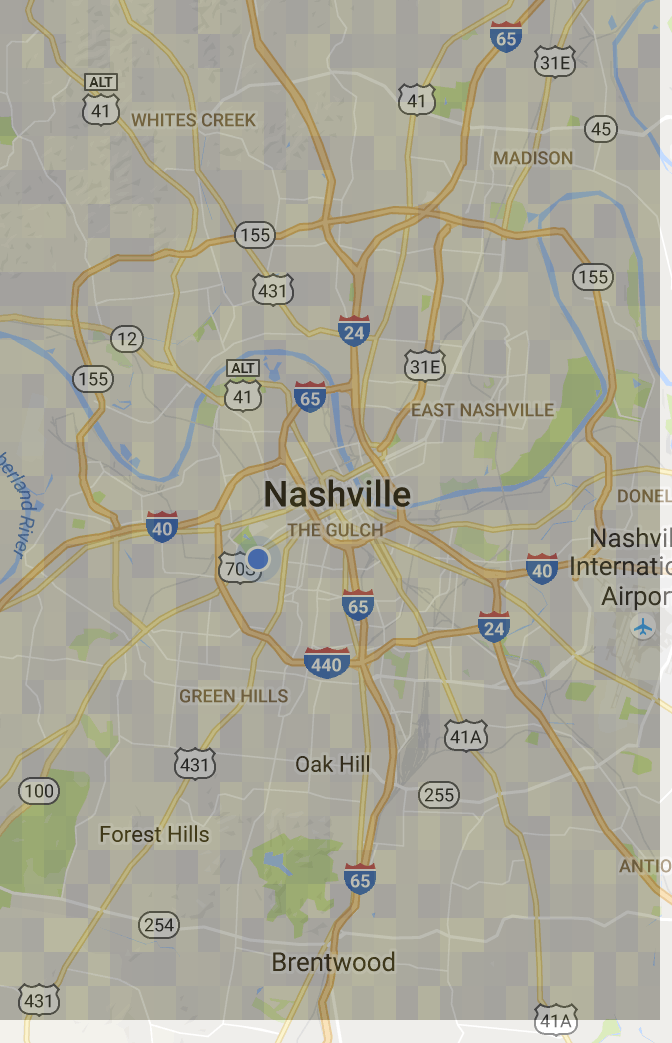 65
31E
ALT
41
41
WHITES CREEK
45
MADISON
155
155
431
24
12
31E
155
ALT
41
65
EAST NASHVILLE
berland River
Nashville
DONEL
THE GULCH
40
Nashvil
Internatio
Airpor
70S
40
65
24
440
GREEN HILLS
41A
431
Oak Hill
100
255
Forest Hills
ANTIO
65
254
Brentwood
431
41A